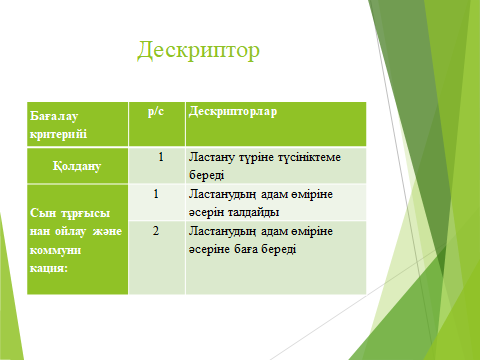 Дескриптор
Бағалау
критерийі
р/с
Дескрипторлар
Қолдану
1
Ластану түріне түсініктеме
береді
Сын тұрғысы
нан ойлау және
коммуни
кация:
1
Ластанудың адам өміріне
әсерін талдайды
2
Ластанудың адам өміріне
әсеріне баға береді